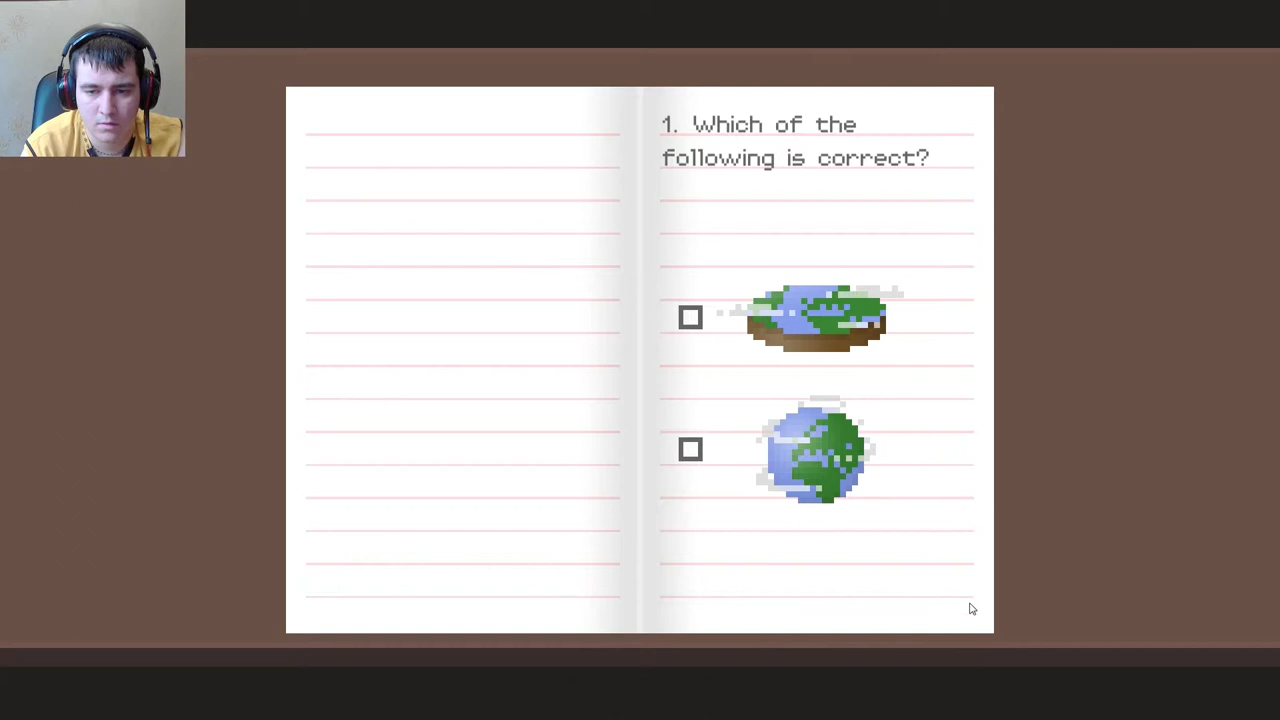 1. Which of the
following is correct?